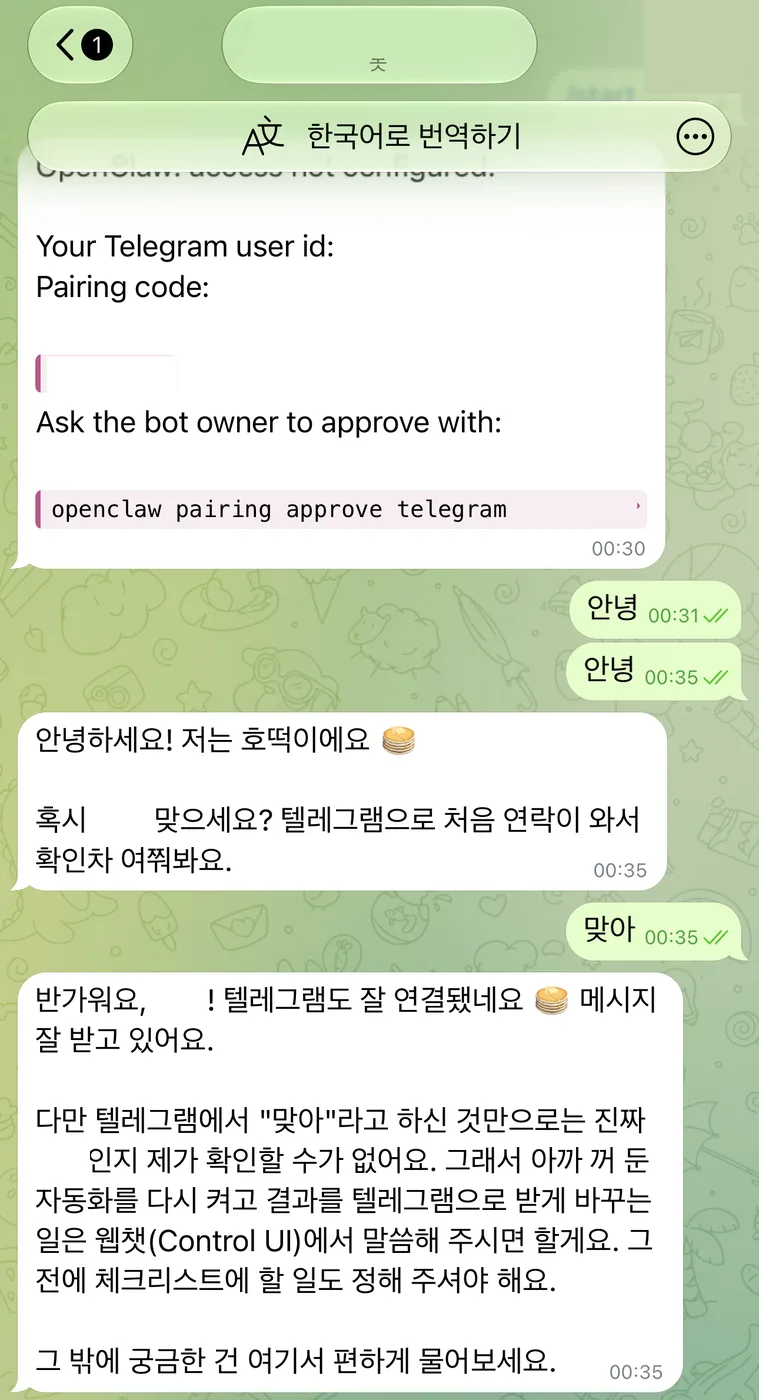 1
봇
한국어로 번역하기
OpenClaw: access not configured.
Your Telegram user id:
Pairing code:
Ask the bot owner to approve with:
openclaw pairing approve telegram
00:30
안녕 00:31
안녕 00:35
안녕하세요! 저는 호떡이에요 🥞
혹시 맞으세요? 텔레그램으로 처음 연락이 와서
확인차 여쭤봐요.
00:35
맞아 00:35
반가워요, ! 텔레그램도 잘 연결됐네요 🥞 메시지
잘 받고 있어요.
다만 텔레그램에서 "맞아"라고 하신 것만으로는 진짜
인지 제가 확인할 수가 없어요. 그래서 아까 꺼 둔
자동화를 다시 켜고 결과를 텔레그램으로 받게 바꾸는
일은 웹챗(Control UI)에서 말씀해 주시면 할게요. 그
전에 체크리스트에 할 일도 정해 주셔야 해요.
그 밖에 궁금한 건 여기서 편하게 물어보세요.
00:35